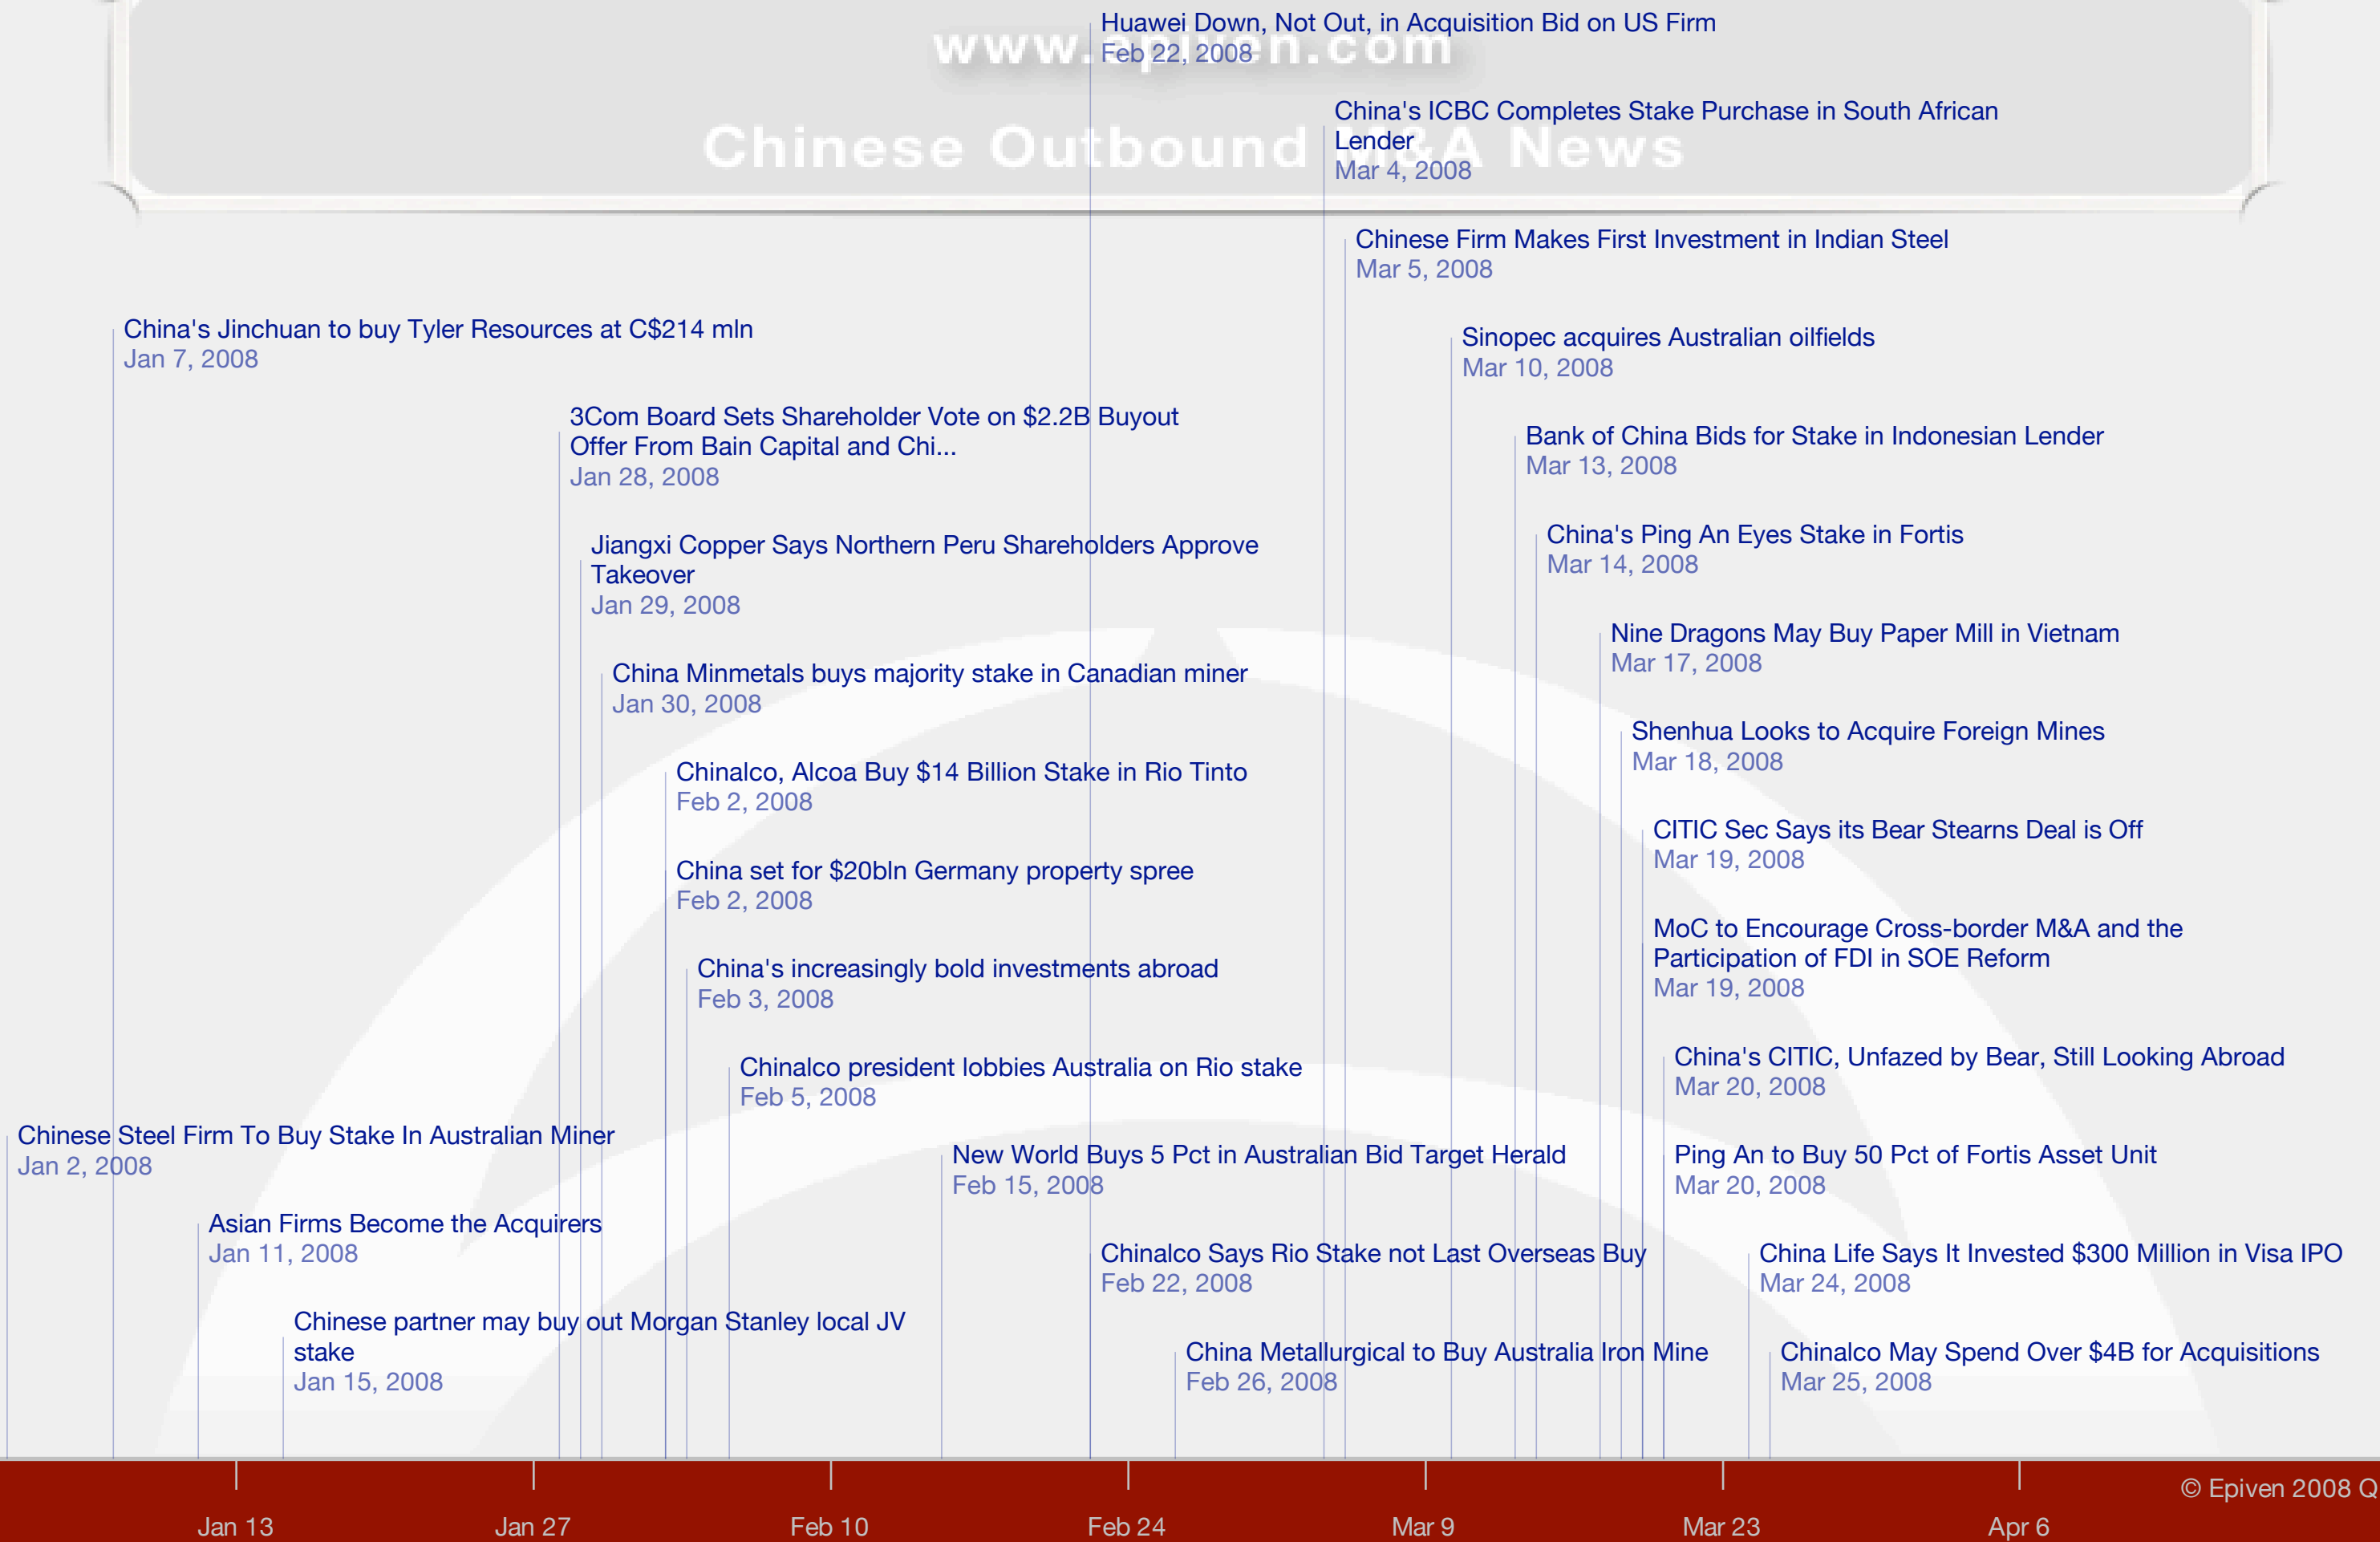 Huawei Down, Not Out, in Acquisition Bid on US Firm
Feb 22, 2008
www.epiven.com
China's ICBC Completes Stake Purchase in South African
Lender
Mar 4, 2008
Chinese Outbound M&A News
Chinese Firm Makes First Investment in Indian Steel
Mar 5, 2008
China's Jinchuan to buy Tyler Resources at C$214 mln
Jan 7, 2008
Sinopec acquires Australian oilfields
Mar 10, 2008
3Com Board Sets Shareholder Vote on $2.2B Buyout
Offer From Bain Capital and Chi...
Jan 28, 2008
Bank of China Bids for Stake in Indonesian Lender
Mar 13, 2008
Jiangxi Copper Says Northern Peru Shareholders Approve
Takeover
Jan 29, 2008
China's Ping An Eyes Stake in Fortis
Mar 14, 2008
Nine Dragons May Buy Paper Mill in Vietnam
Mar 17, 2008
China Minmetals buys majority stake in Canadian miner
Jan 30, 2008
Shenhua Looks to Acquire Foreign Mines
Mar 18, 2008
Chinalco, Alcoa Buy $14 Billion Stake in Rio Tinto
Feb 2, 2008
CITIC Sec Says its Bear Stearns Deal is Off
Mar 19, 2008
China set for $20bln Germany property spree
Feb 2, 2008
MoC to Encourage Cross-border M&A and the
Participation of FDI in SOE Reform
Mar 19, 2008
China's increasingly bold investments abroad
Feb 3, 2008
China's CITIC, Unfazed by Bear, Still Looking Abroad
Mar 20, 2008
Chinalco president lobbies Australia on Rio stake
Feb 5, 2008
Chinese Steel Firm To Buy Stake In Australian Miner
Jan 2, 2008
New World Buys 5 Pct in Australian Bid Target Herald
Feb 15, 2008
Ping An to Buy 50 Pct of Fortis Asset Unit
Mar 20, 2008
Asian Firms Become the Acquirers
Jan 11, 2008
Chinalco Says Rio Stake not Last Overseas Buy
Feb 22, 2008
China Life Says It Invested $300 Million in Visa IPO
Mar 24, 2008
Chinese partner may buy out Morgan Stanley local JV
stake
Jan 15, 2008
China Metallurgical to Buy Australia Iron Mine
Feb 26, 2008
Chinalco May Spend Over $4B for Acquisitions
Mar 25, 2008
© Epiven 2008 Q
Jan 13
Jan 27
Feb 10
Feb 24
Mar 9
Mar 23
Apr 6